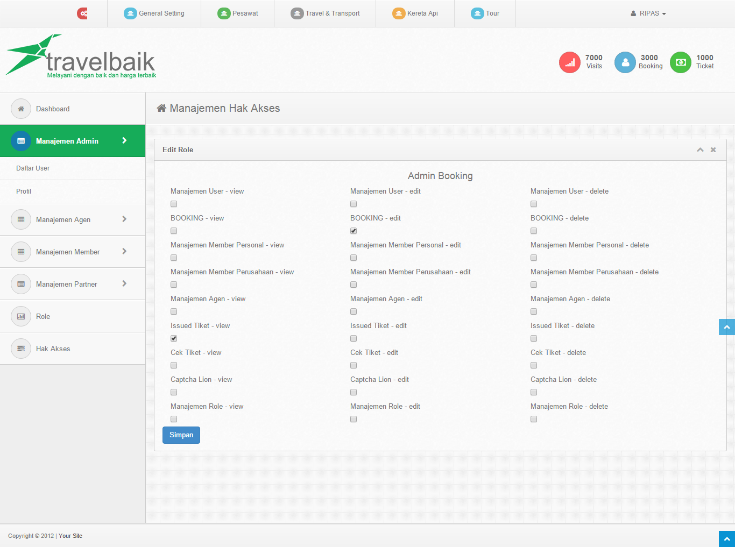 General Setting
Pesawat
Travel & Transport
Kereta Api
Tour
RIPAS
travelbaik
Melayani dengan baik dan harga terbaik
7000
Visits
3000
Booking
1000
Ticket
Dashboard
Manajemen Admin
Daftar User
Profil
Manajemen Agen
Manajemen Member
Manajemen Partner
Role
Hak Akses
Manajemen Hak Akses
Edit Role
Admin Booking
Manajemen User - view
Manajemen User - edit
Manajemen User - delete
BOOKING - view
BOOKING - edit
BOOKING - delete
Manajemen Member Personal - view
Manajemen Member Personal - edit
Manajemen Member Personal - delete
Manajemen Member Perusahaan - view
Manajemen Member Perusahaan - edit
Manajemen Member Perusahaan - delete
Manajemen Agen - view
Manajemen Agen - edit
Manajemen Agen - delete
Issued Tiket - view
Issued Tiket - edit
Issued Tiket - delete
Cek Tiket - view
Cek Tiket - edit
Cek Tiket - delete
Captcha Lion - view
Captcha Lion - edit
Captcha Lion - delete
Manajemen Role - view
Manajemen Role - edit
Manajemen Role - delete
Simpan
Copyright © 2012 | Your Site